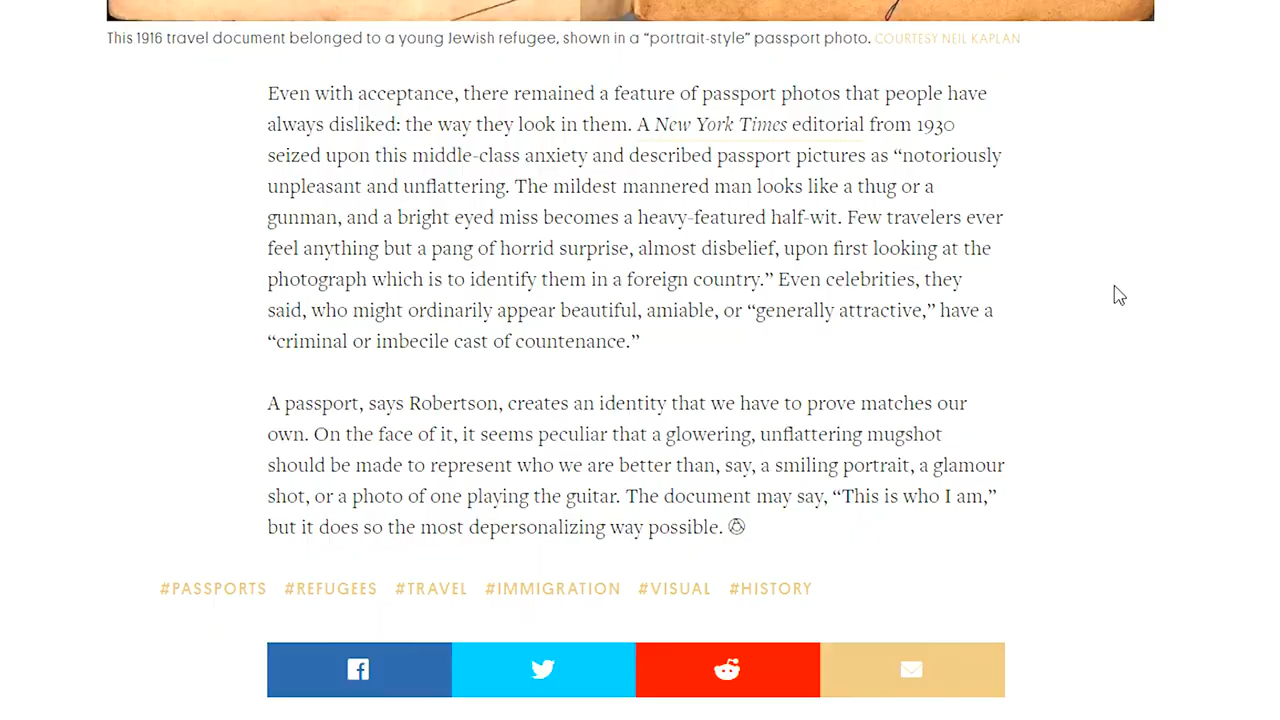 This 1916 travel document belonged to a young Jewish refugee, shown in a “portrait-style” passport photo. COURTESY NEIL KAPLAN
Even with acceptance, there remained a feature of passport photos that people have
always disliked: the way they look in them. A New York Times editorial from 1930
seized upon this middle-class anxiety and described passport pictures as “notoriously
unpleasant and unflattering. The mildest mannered man looks like a thug or a
gunman, and a bright eyed miss becomes a heavy-featured half-wit. Few travelers ever
feel anything but a pang of horrid surprise, almost disbelief, upon first looking at the
photograph which is to identify them in a foreign country.” Even celebrities, they
said, who might ordinarily appear beautiful, amiable, or “generally attractive,” have a
“criminal or imbecile cast of countenance.”
A passport, says Robertson, creates an identity that we have to prove matches our
own. On the face of it, it seems peculiar that a glowering, unflattering mugshot
should be made to represent who we are better than, say, a smiling portrait, a glamour
shot, or a photo of one playing the guitar. The document may say, “This is who I am,”
but it does so the most depersonalizing way possible.
#PASSPORTS #REFUGEES #TRAVEL #IMMIGRATION #VISUAL #HISTORY